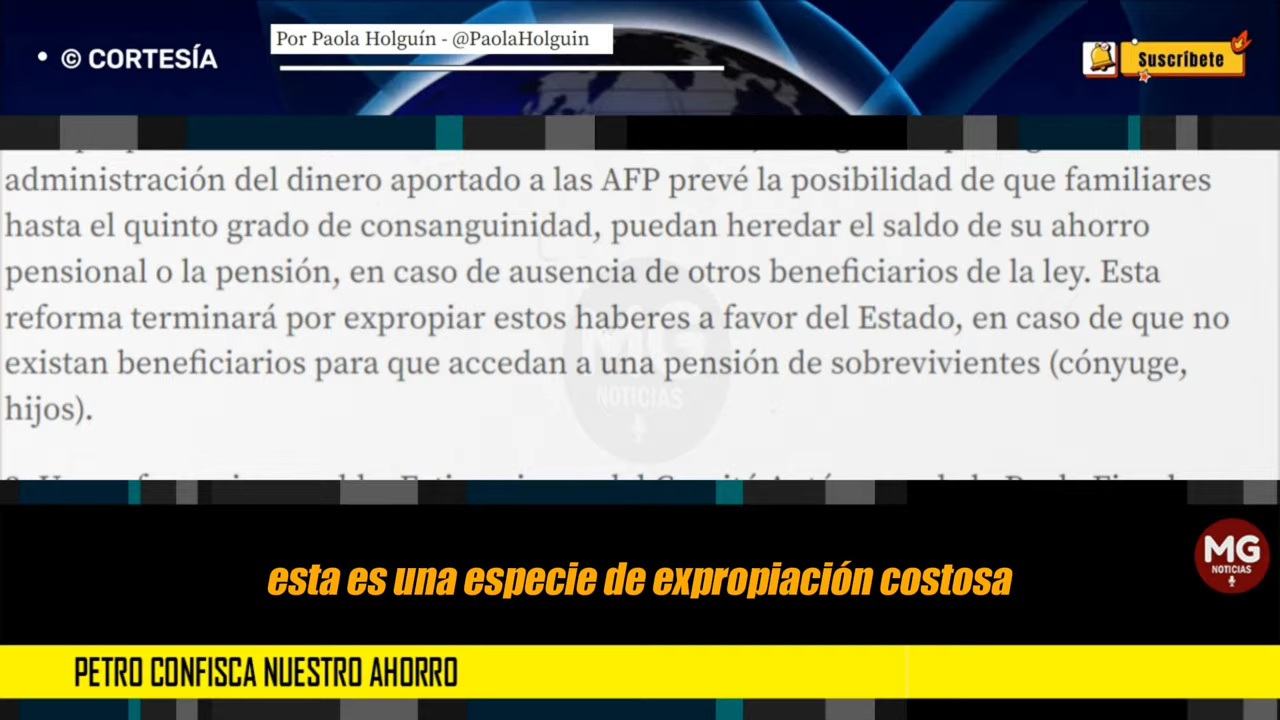 • © CORTESÍA
Por Paola Holguín - @PaolaHolguin
Suscríbete
administración del dinero aportado a las AFP prevé la posibilidad de que familiares
hasta el quinto grado de consanguinidad, puedan heredar el saldo de su ahorro
pensional o la pensión, en caso de ausencia de otros beneficiarios de la ley. Esta
reforma terminará por expropiar estos haberes a favor del Estado, en caso de que no
existan beneficiarios para que accedan a una pensión de sobrevivientes (cónyuge,
hijos).
MG
NOTICIAS
esta es una especie de expropiación costosa
MG
NOTICIAS
PETRO CONFISCA NUESTRO AHORRO